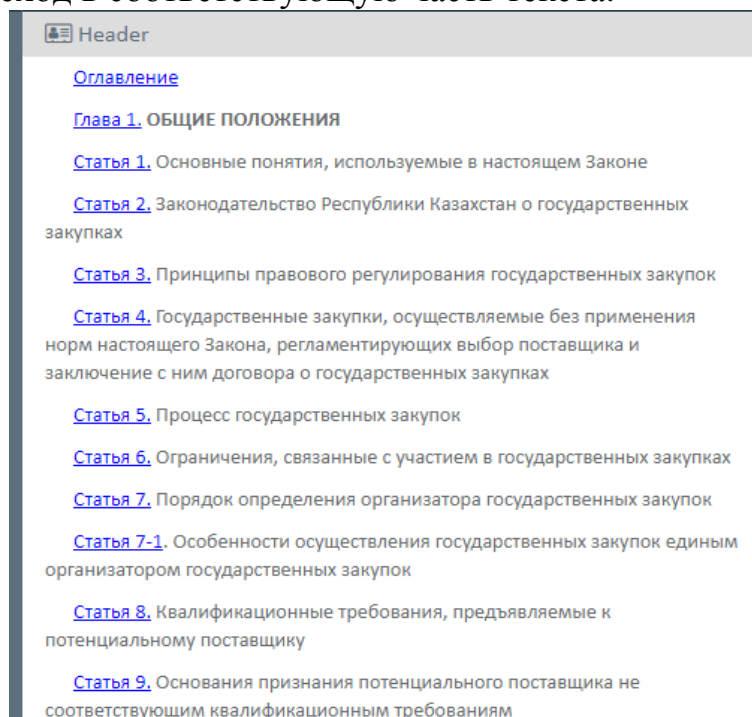 в соответствующую часть текста.
Header
Оглавление
Глава 1. ОБЩИЕ ПОЛОЖЕНИЯ
Статья 1. Основные понятия, используемые в настоящем Законе
Статья 2. Законодательство Республики Казахстан о государственных
закупках
Статья 3. Принципы правового регулирования государственных закупок
Статья 4. Государственные закупки, осуществляемые без применения
норм настоящего Закона, регламентирующих выбор поставщика и
заключение с ним договора о государственных закупках
Статья 5. Процесс государственных закупок
Статья 6. Ограничения, связанные с участием в государственных закупках
Статья 7. Порядок определения организатора государственных закупок
Статья 7-1. Особенности осуществления государственных закупок единым
организатором государственных закупок
Статья 8. Квалификационные требования, предъявляемые к
потенциальному поставщику
Статья 9. Основания признания потенциального поставщика не
соответствующим квалификационным требованиям